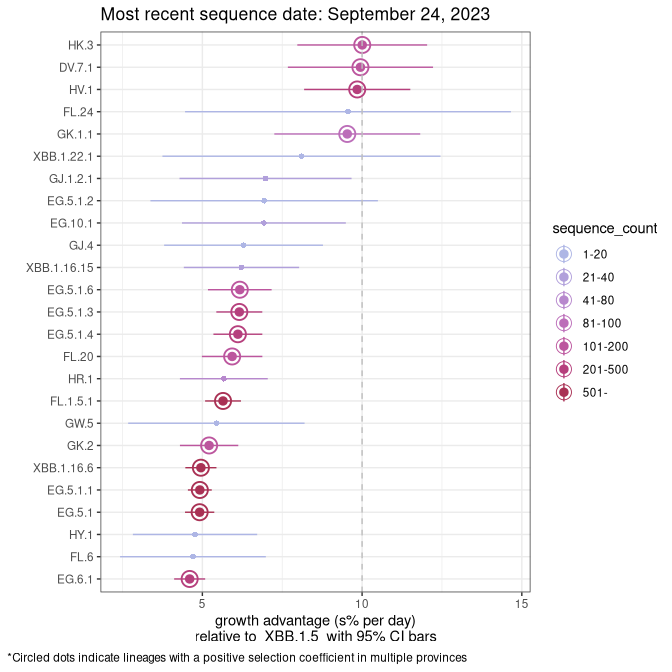 Most recent sequence date: September 24, 2023
HK.3
DV.7.1
HV.1
FL.24
GK.1.1
XBB.1.22.1
GJ.1.2.1
EG.5.1.2
EG.10.1
GJ.4
XBB.1.16.15
EG.5.1.6
EG.5.1.3
EG.5.1.4
FL.20
HR.1
FL.1.5.1
GW.5
GK.2
XBB.1.16.6
EG.5.1.1
EG.5.1
HY.1
FL.6
EG.6.1
5 10 15
growth advantage (s% per day)
relative to XBB.1.5 with 95% CI bars
sequence_count
1-20
21-40
41-80
81-100
101-200
201-500
501-
*Circled dots indicate lineages with a positive selection coefficient in multiple provinces